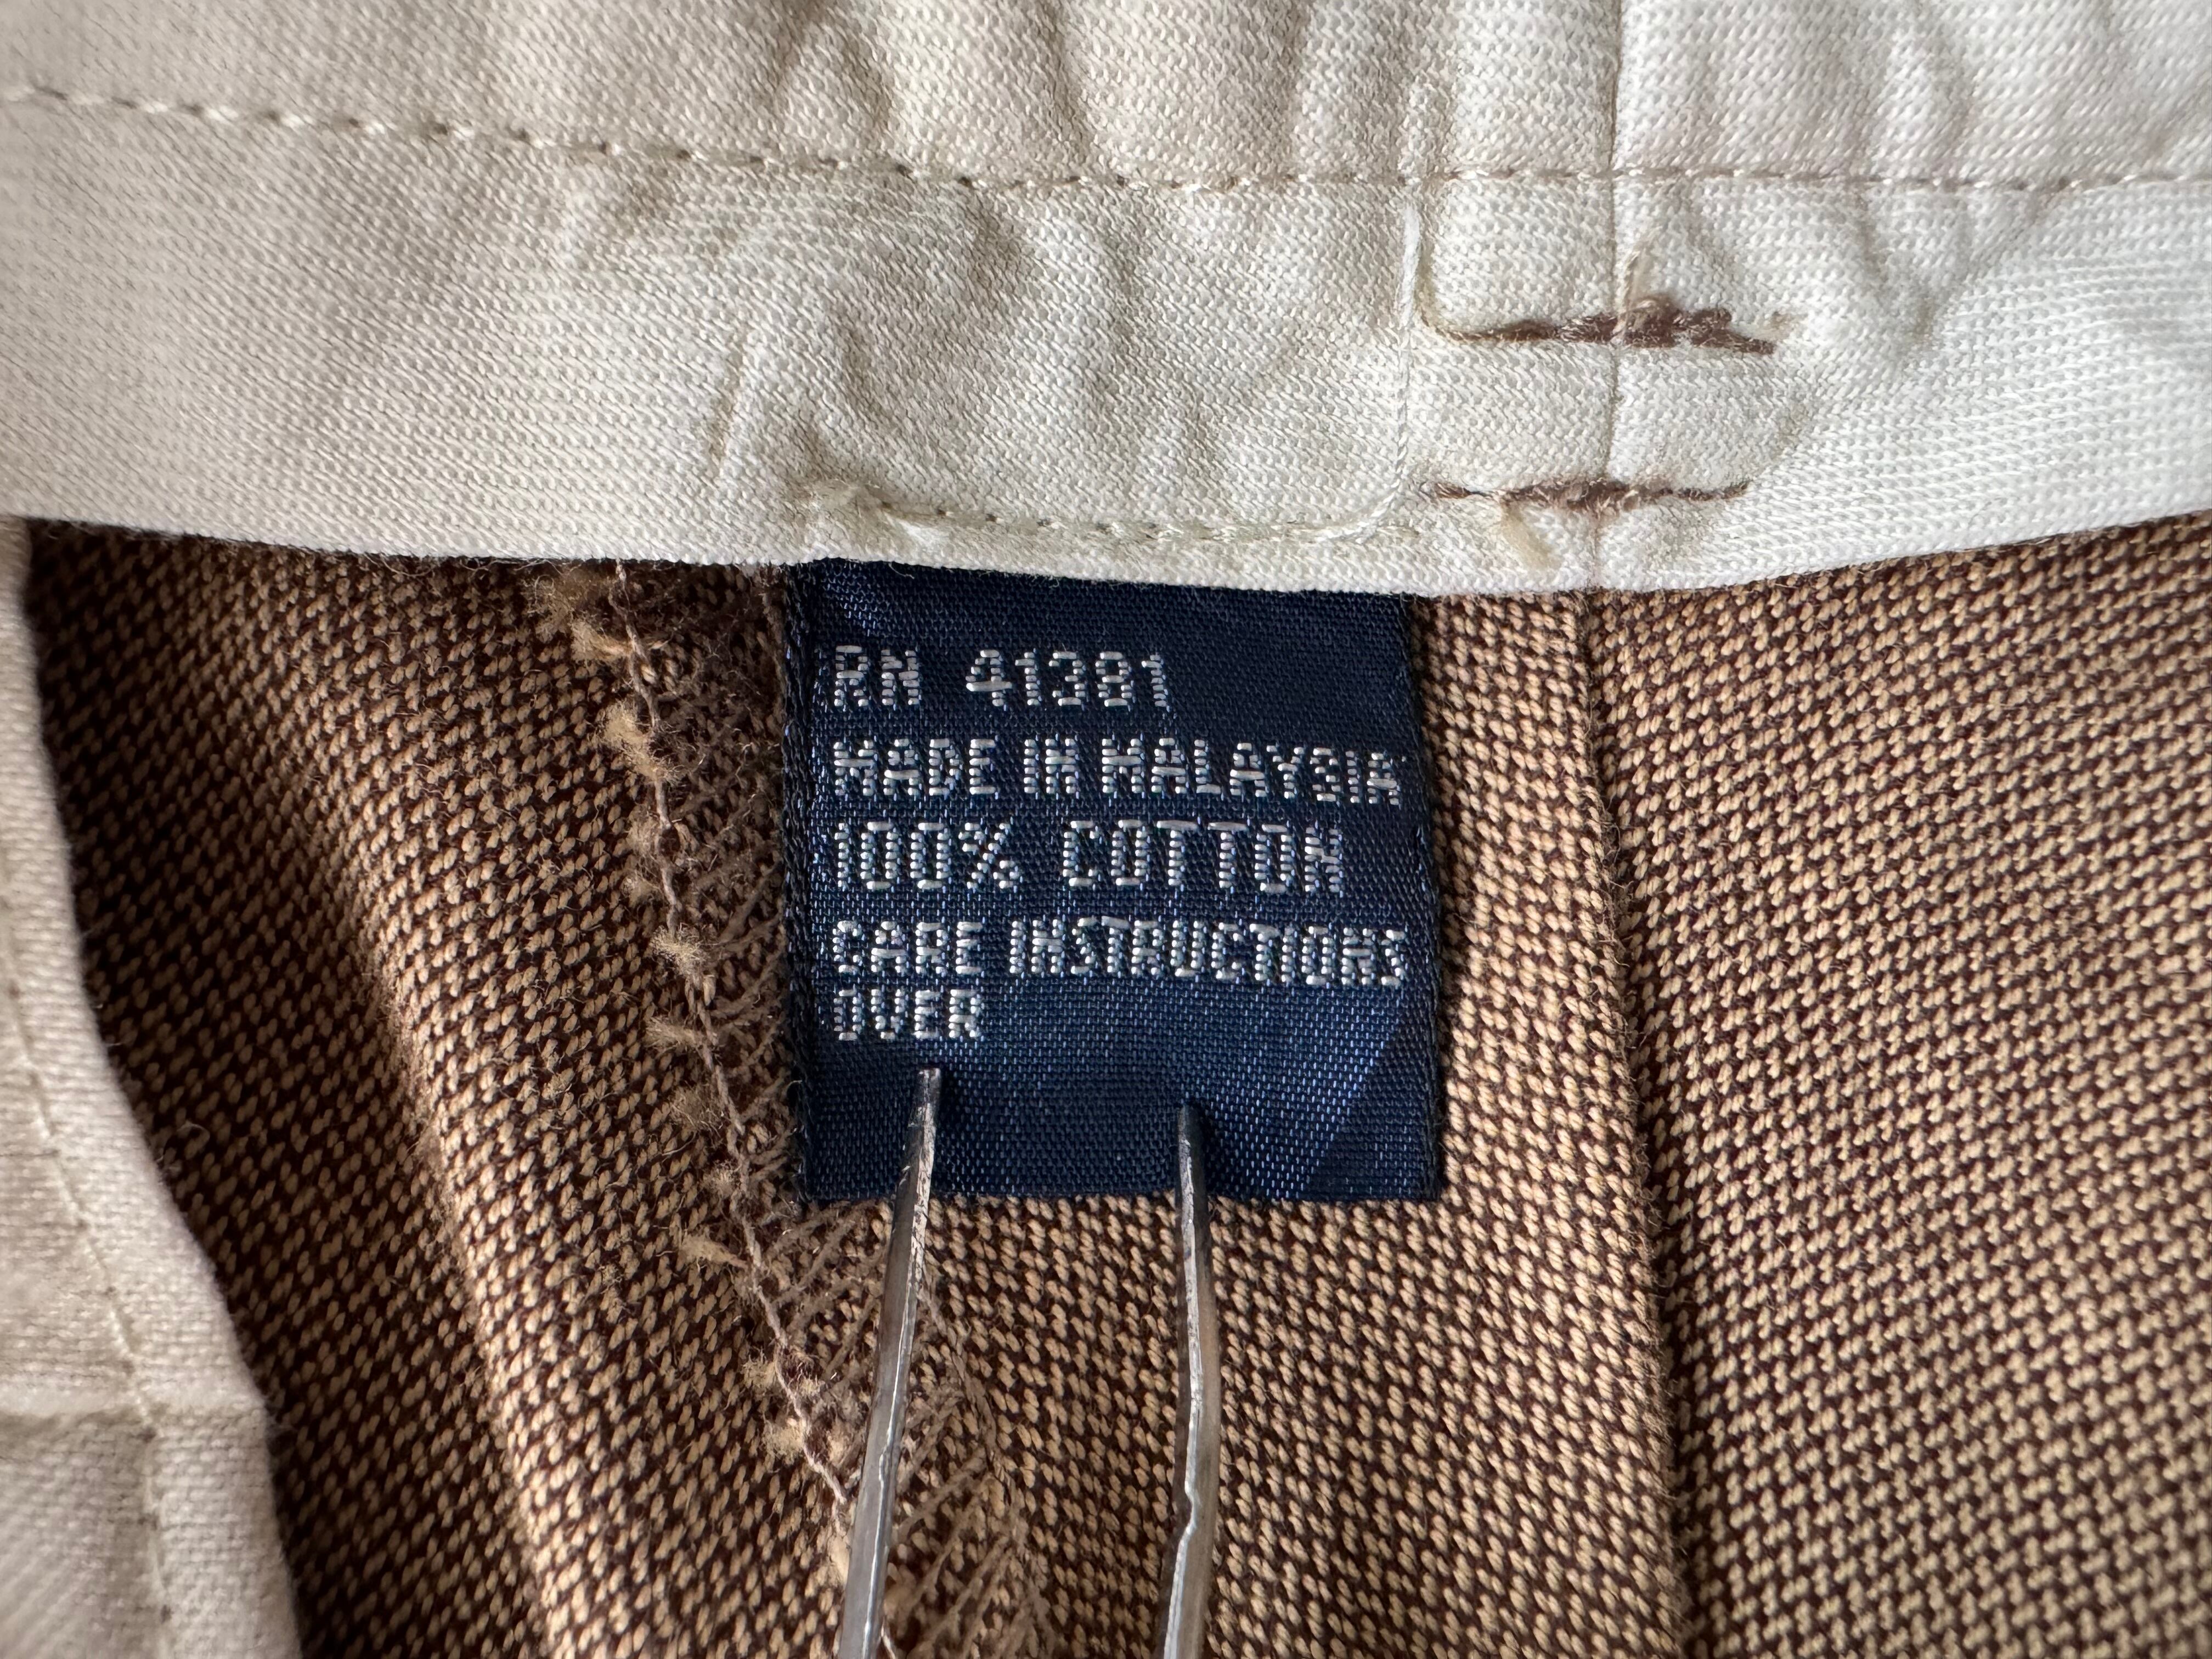 RN 41381
MADE IN MALAYSIA
100% COTTON
CARE INSTRUCTIONS
OVER